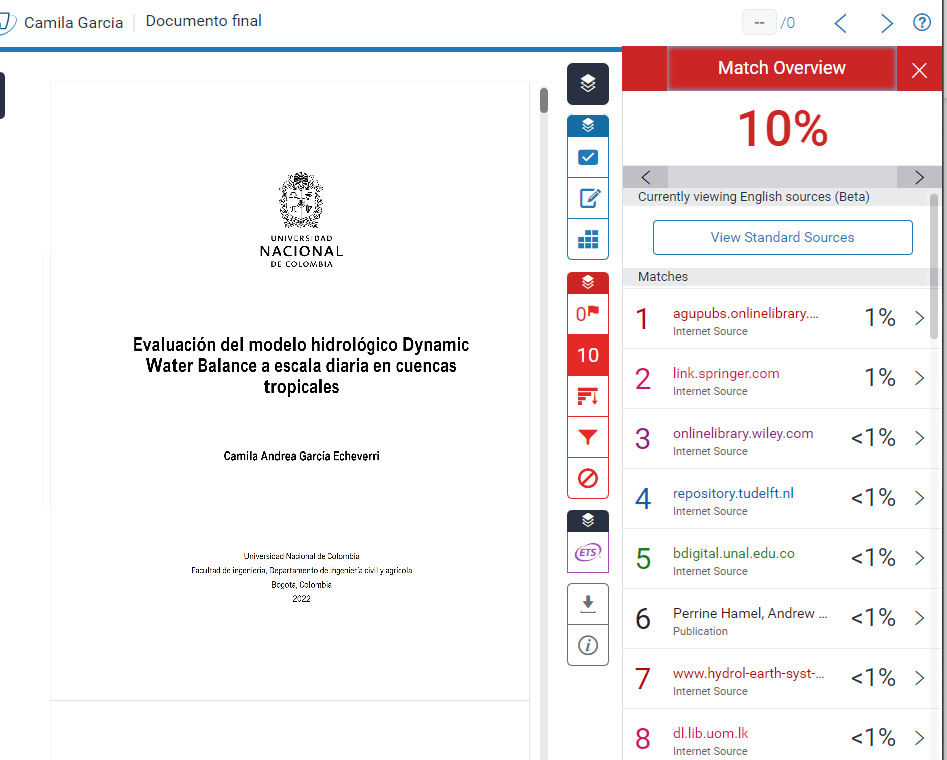 Camila Garcia
Documento final
-- /0
?
Match Overview
10%
Currently viewing English sources (Beta)
View Standard Sources
Matches
1 agupubs.onlinelibrary.... 1%
Internet Source
2 link.springer.com 1%
Internet Source
3 onlinelibrary.wiley.com <1%
Internet Source
4 repository.tudelft.nl <1%
Internet Source
5 bdigital.unal.edu.co <1%
Internet Source
6 Perrine Hamel, Andrew ... <1%
Publication
7 www.hydrol-earth-syst-... <1%
Internet Source
8 dl.lib.uom.lk <1%
Internet Source
0
10
ETS
i
UNIVERSIDAD
NACIONAL
DE COLOMBIA
Evaluación del modelo hidrológico Dynamic
Water Balance a escala diaria en cuencas
tropicales
Camila Andrea García Echeverri
Universidad Nacional de Colombia
Facultad de ingeniería, Departamento de ingeniería civil y agrícola
Bogotá, Colombia
2022